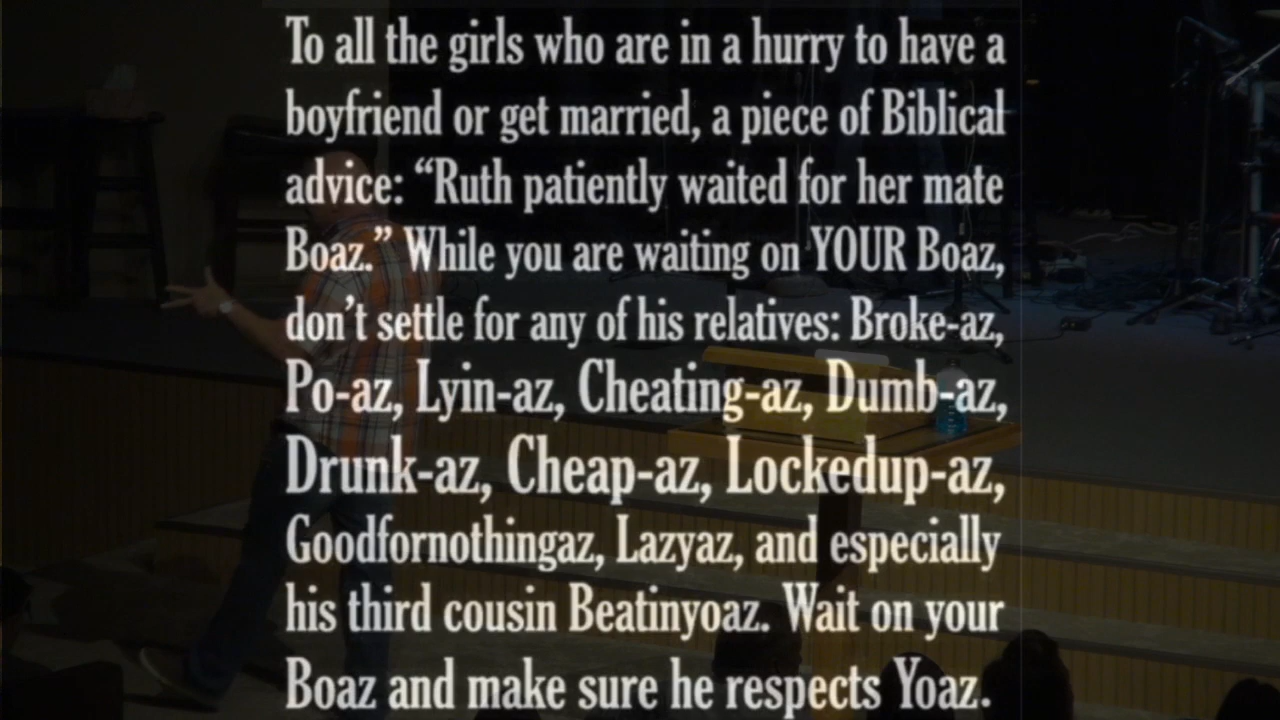 To all the girls who are in a hurry to have a
boyfriend or get married, a piece of Biblical
advice: “Ruth patiently waited for her mate
Boaz.” While you are waiting on YOUR Boaz,
don’t settle for any of his relatives: Broke-az,
Po-az, Lyin-az, Cheating-az, Dumb-az,
Drunk-az, Cheap-az, Lockedup-az,
Goodfornothingaz, Lazyaz, and especially
his third cousin Beatinyoaz. Wait on your
Boaz and make sure he respects Yoaz.